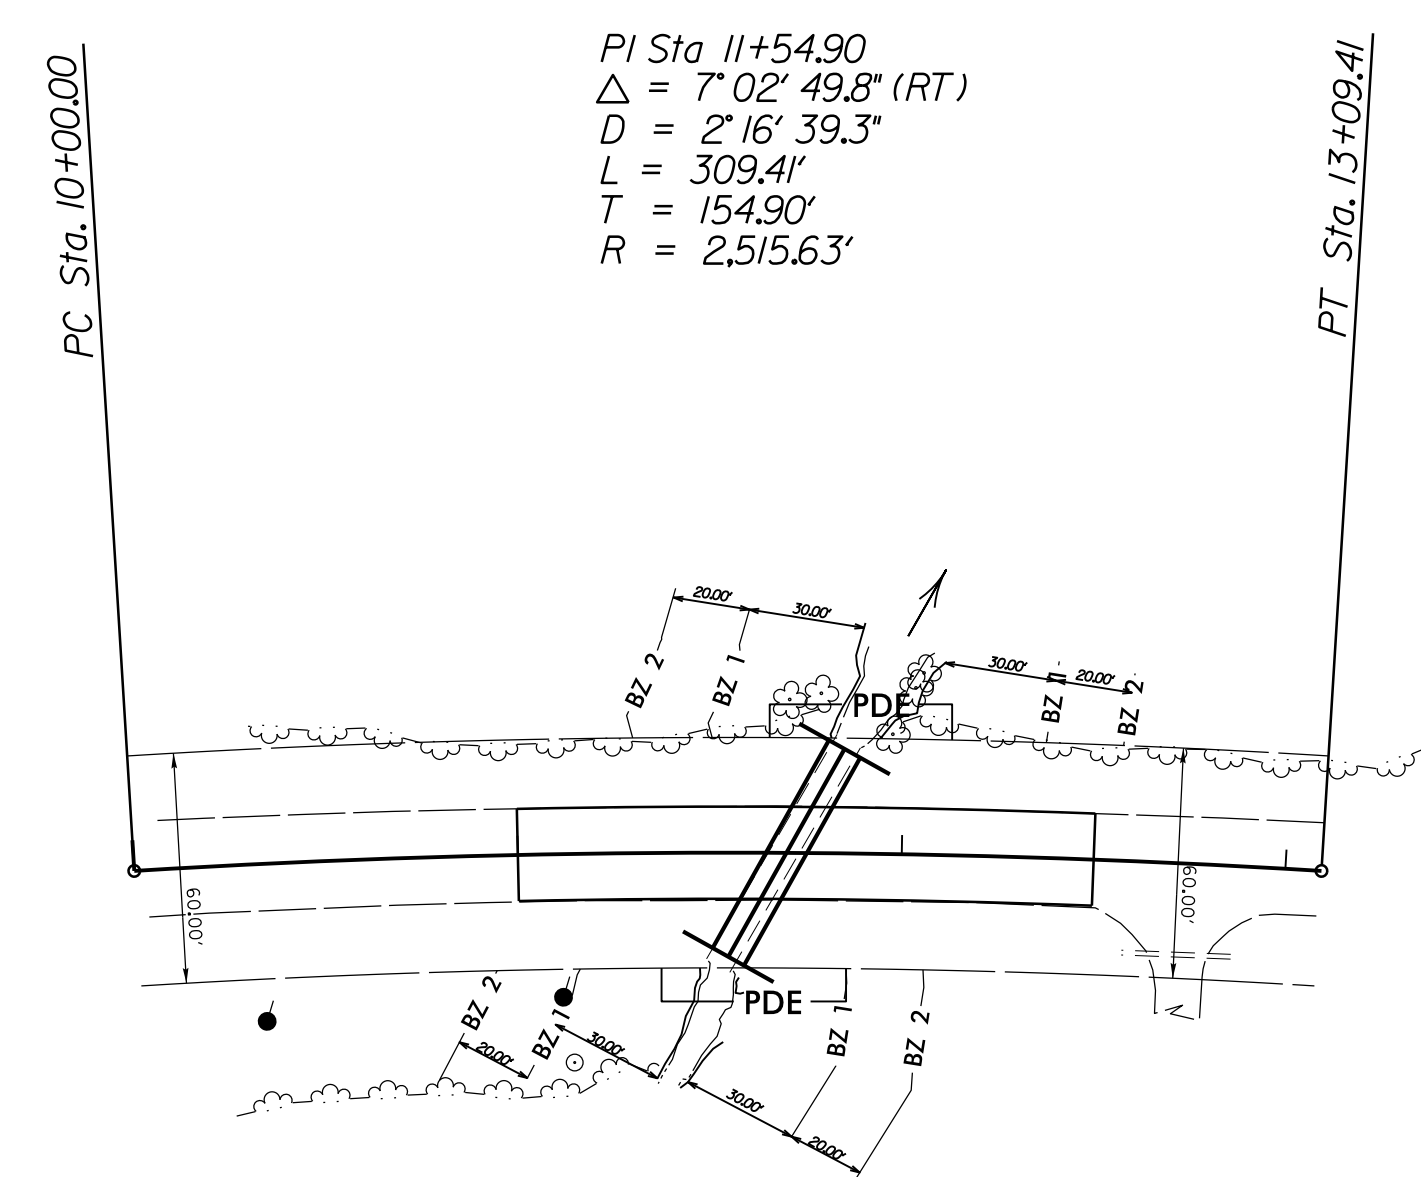 PC Sta. 10+00.00
PI Sta 11+54.90
△ = 7° 02' 49.8" (RT)
D = 2° 16' 39.3"
L = 309.41'
T = 154.90'
R = 2,515.63'
PT Sta. 13+09.41
20.00'
30.00'
BZ 2
BZ 1
PDE
30.00'
20.00'
BZ 1
BZ 2
60.00'
60.00'
BZ 2
BZ 1
20.00'
30.00'
PDE
BZ 1
BZ 2
30.00'
20.00'